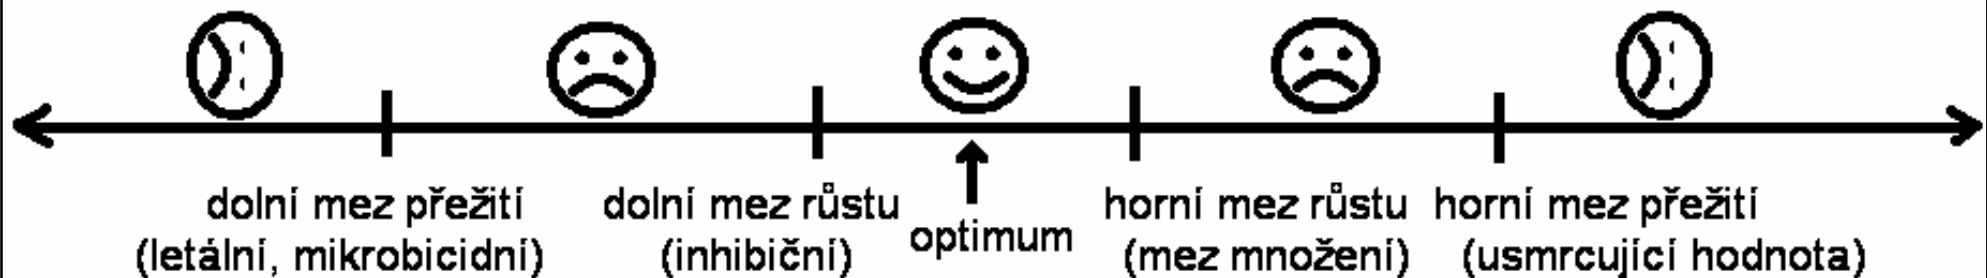 dolní mez přežití
(letální, mikrobicidní)
dolní mez růstu
(inhibiční)
optimum
horní mez růstu
(mez množení)
horní mez přežití
(usmrcující hodnota)